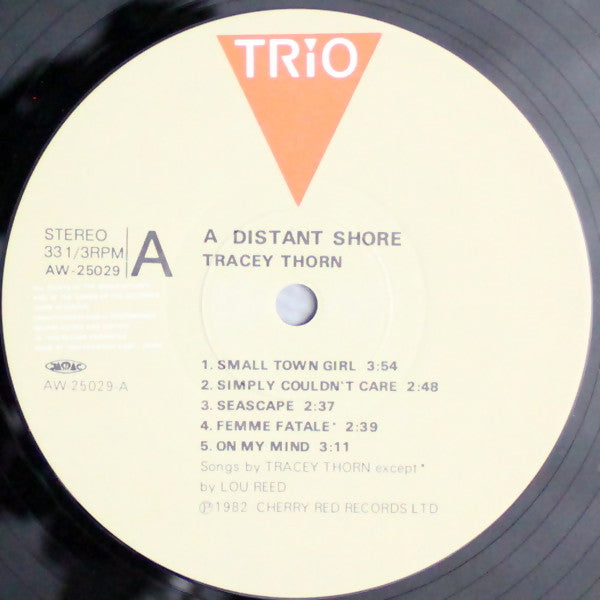 TRiO
STEREO
33 1/3RPM
AW-25029
A
A DISTANT SHORE
TRACEY THORN
1. SMALL TOWN GIRL 3:54
2. SIMPLY COULDN'T CARE 2:48
3. SEASCAPE 2:37
4. FEMME FATALE* 2:39
5. ON MY MIND 3:11
Songs by TRACEY THORN except*
by LOU REED
℗1982 CHERRY RED RECORDS LTD
AW 25029-A